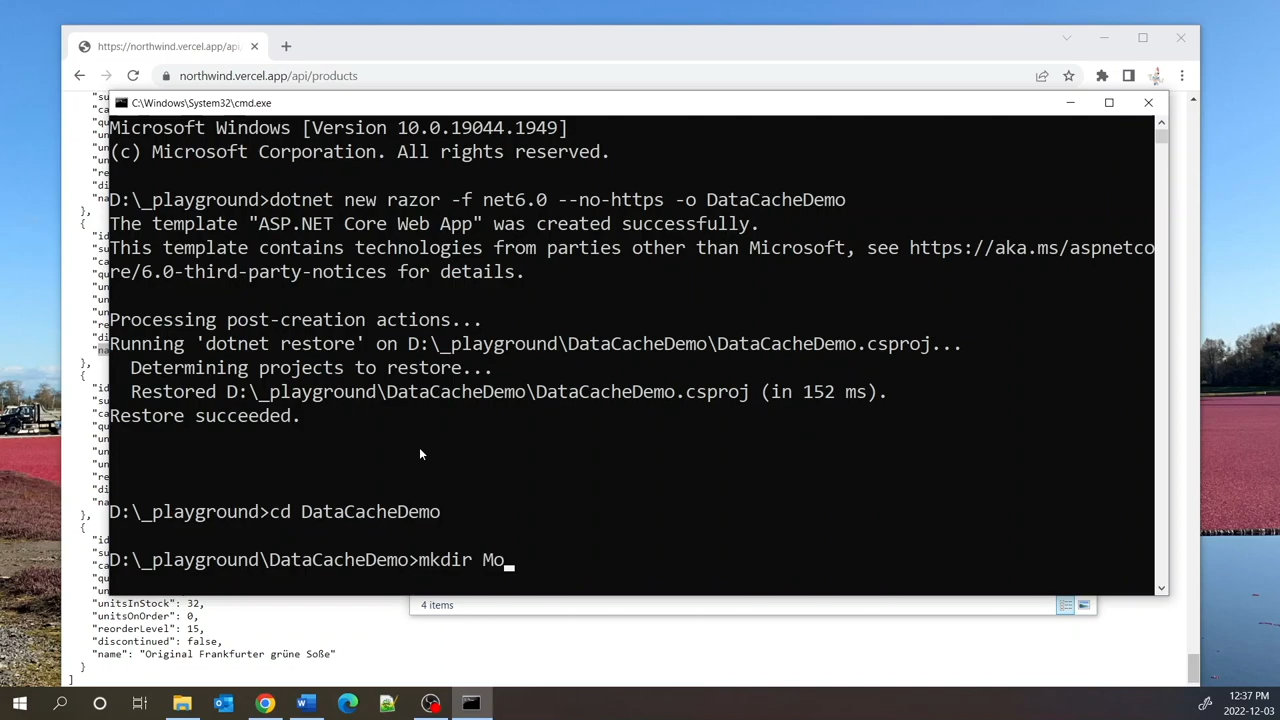 https://northwind.vercel.app/api,
northwind.vercel.app/api/products
C:\Windows\System32\cmd.exe
Microsoft Windows [Version 10.0.19044.1949]
(c) Microsoft Corporation. All rights reserved.
D:\_playground>dotnet new razor -f net6.0 --no-https -o DataCacheDemo
The template "ASP.NET Core Web App" was created successfully.
This template contains technologies from parties other than Microsoft, see https://aka.ms/aspnetco
re/6.0-third-party-notices for details.
Processing post-creation actions...
Running 'dotnet restore' on D:\_playground\DataCacheDemo\DataCacheDemo.csproj...
Determining projects to restore...
Restored D:\_playground\DataCacheDemo\DataCacheDemo.csproj (in 152 ms).
Restore succeeded.
D:\_playground>cd DataCacheDemo
D:\_playground\DataCacheDemo>mkdir Mo
4 items
"unitsInStock": 32,
"unitsOnOrder": 0,
"reorderLevel": 15,
"discontinued": false,
"name": "Original Frankfurter grüne Soße"
}
]
12:37 PM
2022-12-03